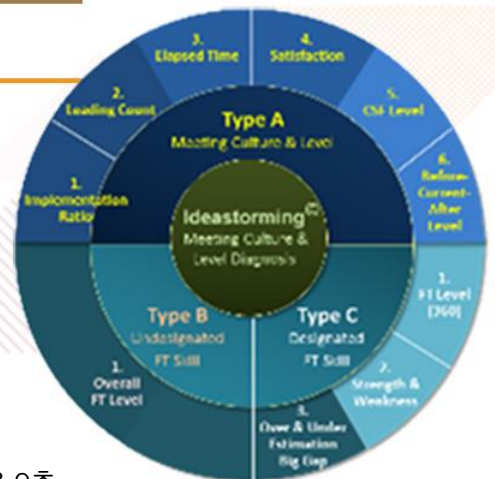 3.
Elapsed Time
4.
Satisfaction
2.
Loading Count
5.
CSF Level
1.
Implementation
Ratio
6.
Before-
Current-
After
Level
Type A
Meeting Culture & Level
Ideastorming
Meeting Culture &
Level Diagnosis
Type B
Undesignated
FT Skill
Type C
Designated
FT Skill
1.
FT Level
(360)
1.
Overall
FT Level
2.
Strength &
Weakness
3.
Over & Under
Estimation
Big Gap